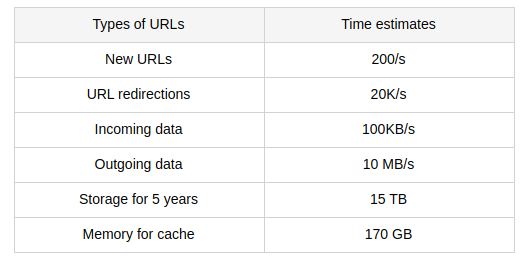 Types of URLs Time estimates
New URLs 200/s
URL redirections 20K/s
Incoming data 100KB/s
Outgoing data 10 MB/s
Storage for 5 years 15 TB
Memory for cache 170 GB